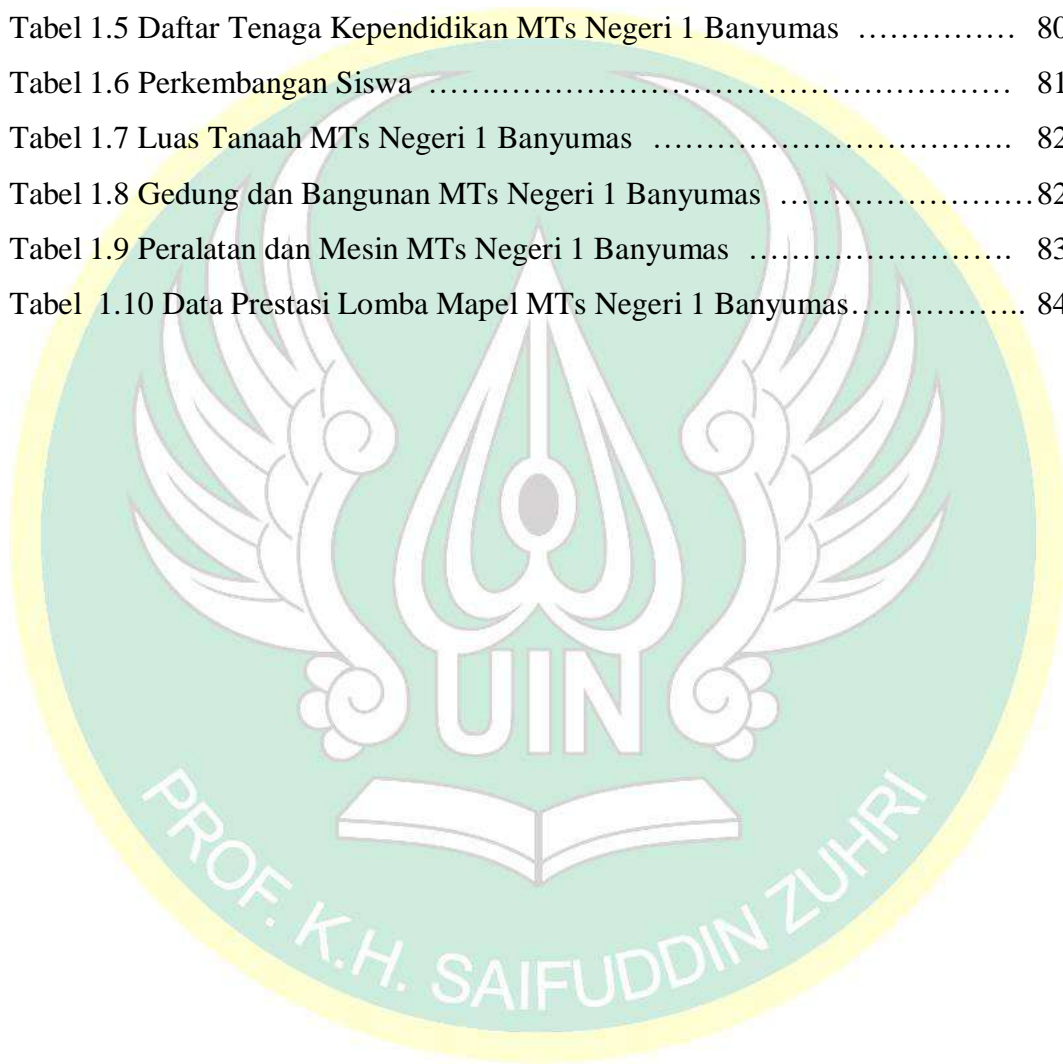 Tabel 1.5 Daftar Tenaga Kependidikan MTs Negeri 1 Banyumas …………… 80
Tabel 1.6 Perkembangan Siswa …….…………………………………………… 81
Tabel 1.7 Luas Tanaah MTs Negeri 1 Banyumas ……………………………. 82
Tabel 1.8 Gedung dan Bangunan MTs Negeri 1 Banyumas ……………………82
Tabel 1.9 Peralatan dan Mesin MTs Negeri 1 Banyumas ……………………. 83
Tabel 1.10 Data Prestasi Lomba Mapel MTs Negeri 1 Banyumas…………….. 84
UIN
PROF. K.H. SAIFUDDIN ZUHRI